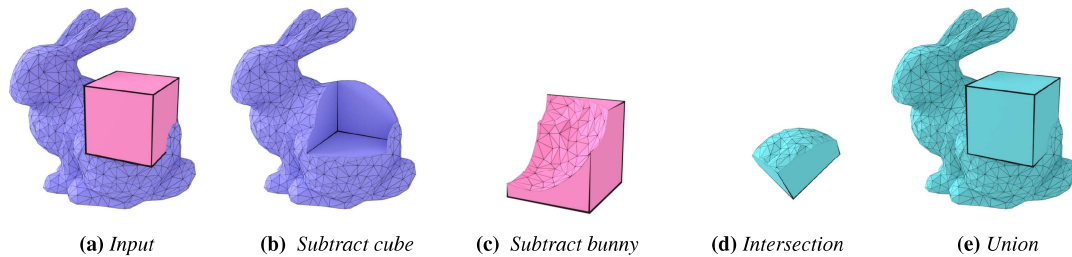 (a) Input (b) Subtract cube (c) Subtract bunny (d) Intersection (e) Union